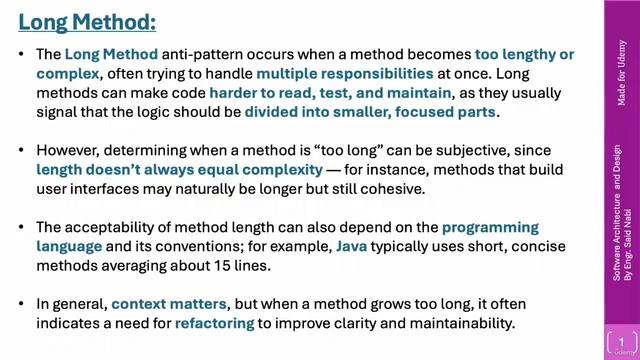 Long Method:
• The Long Method anti-pattern occurs when a method becomes too lengthy or
complex, often trying to handle multiple responsibilities at once. Long
methods can make code harder to read, test, and maintain, as they usually
signal that the logic should be divided into smaller, focused parts.
• However, determining when a method is “too long” can be subjective, since
length doesn’t always equal complexity — for instance, methods that build
user interfaces may naturally be longer but still cohesive.
• The acceptability of method length can also depend on the programming
language and its conventions; for example, Java typically uses short, concise
methods averaging about 15 lines.
• In general, context matters, but when a method grows too long, it often
indicates a need for refactoring to improve clarity and maintainability.
Made for Udemy
Software Architecture and Design
By Engr. Said Nabi
1
Udemy